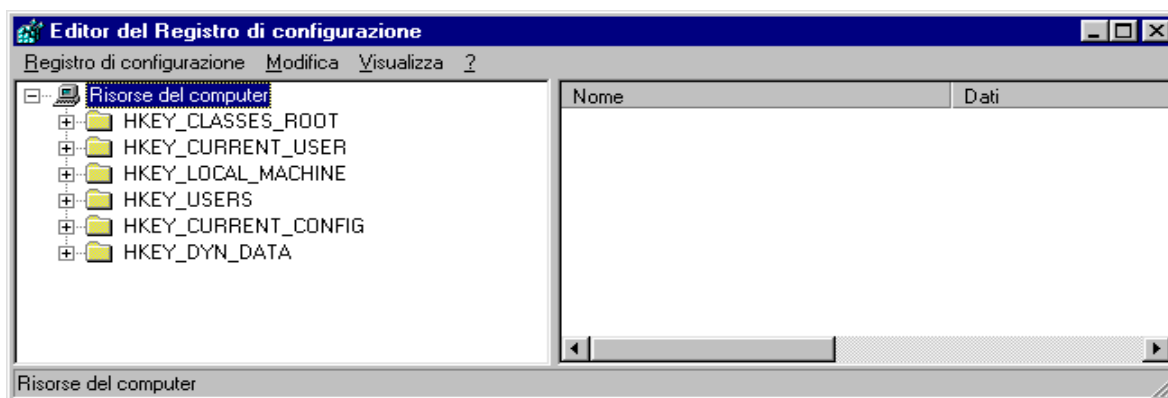 Editor del Registro di configurazione
Registro di configurazione Modifica Visualizza ?
Risorse del computer
HKEY_CLASSES_ROOT
HKEY_CURRENT_USER
HKEY_LOCAL_MACHINE
HKEY_USERS
HKEY_CURRENT_CONFIG
HKEY_DYN_DATA
Nome Dati
Risorse del computer